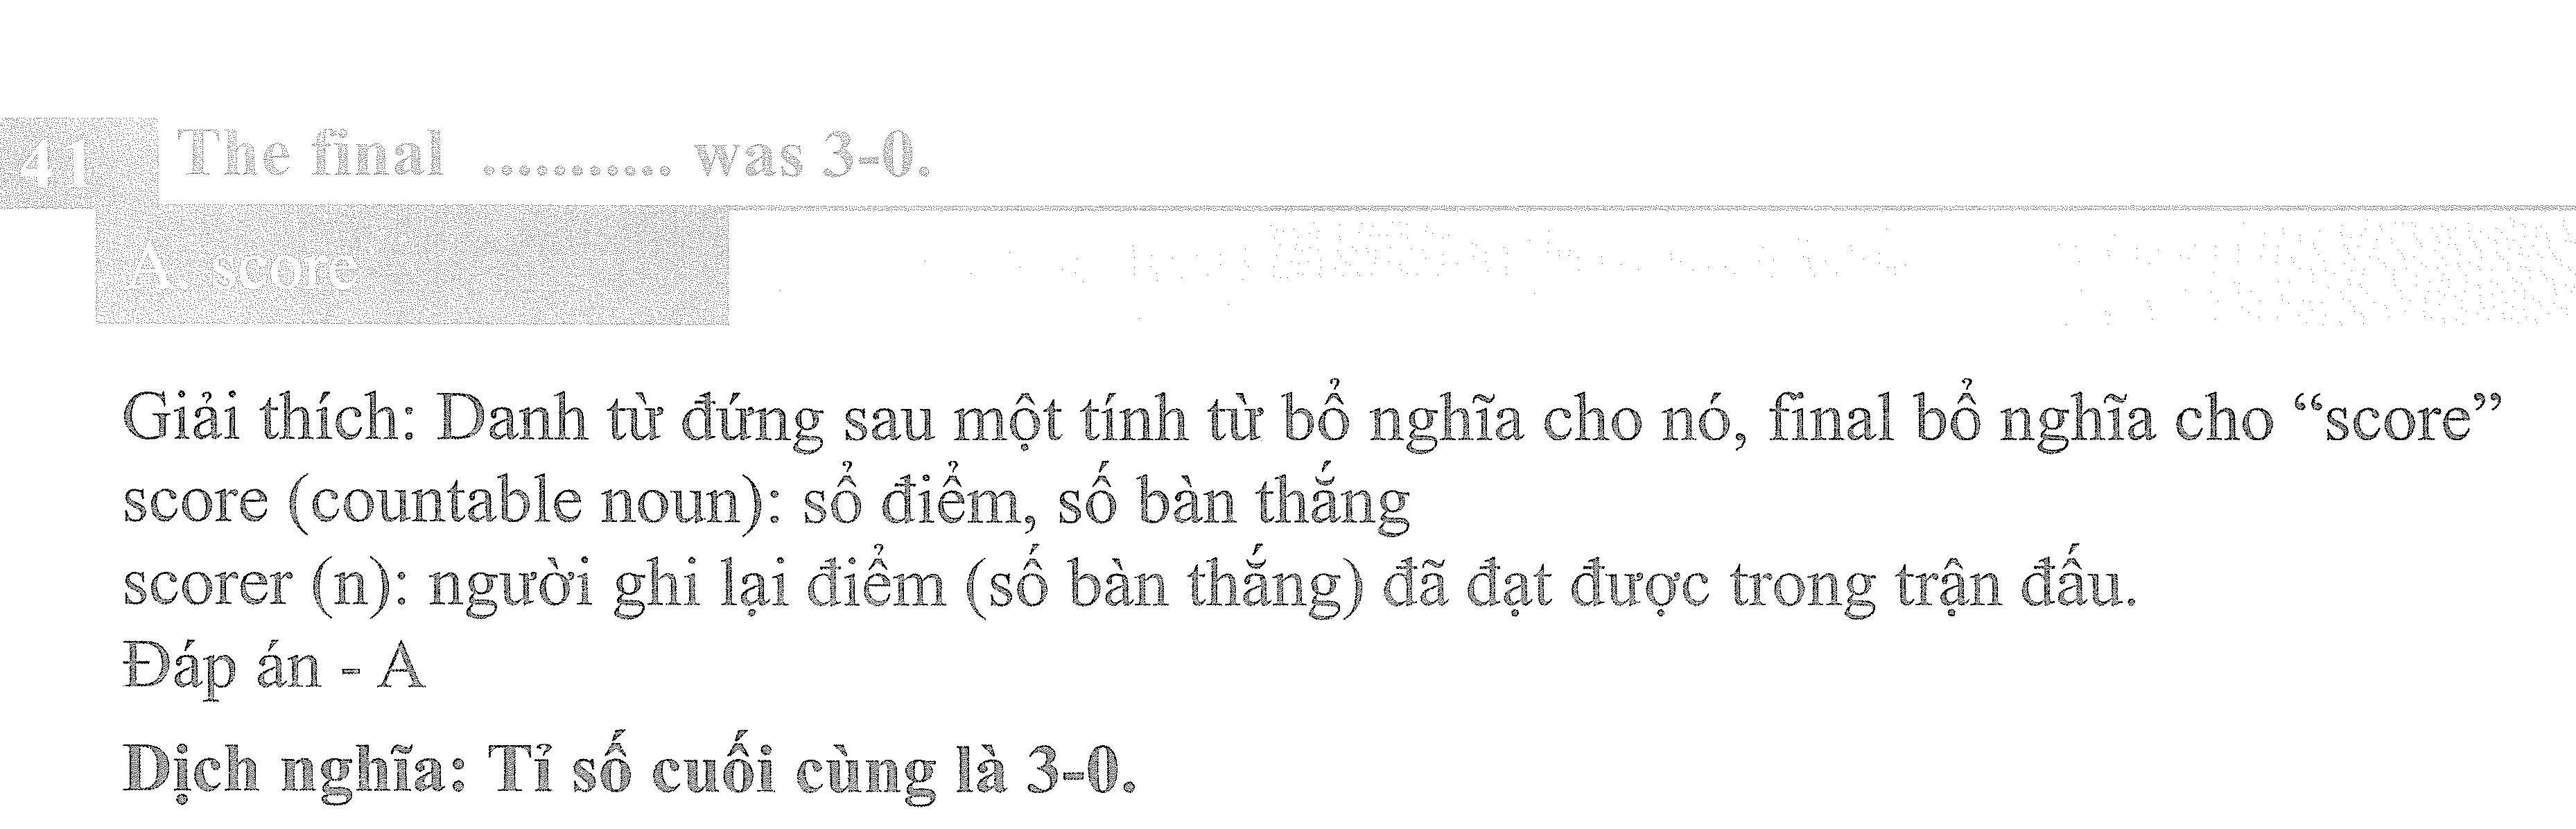 41 The final ........... was 3-0.
A. score
Giải thích: Danh từ đứng sau một tính từ bổ nghĩa cho nó, final bổ nghĩa cho “score”
score (countable noun): sổ điểm, số bàn thắng
scorer (n): người ghi lại điểm (số bàn thắng) đã đạt được trong trận đấu.
Đáp án - A
Dịch nghĩa: Tỉ số cuối cùng là 3-0.